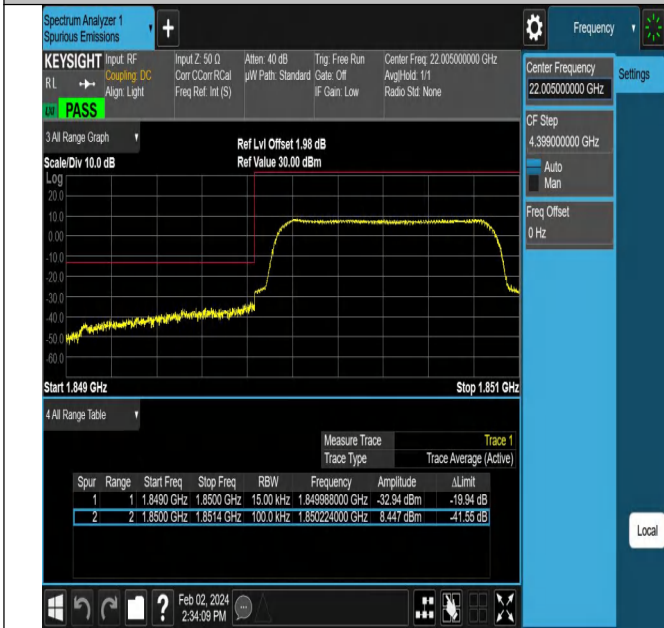 Spectrum Analyzer 1
Spurious Emissions
+
Frequency
KEYSIGHT Input: RF Input Z: 50 Ω Atten: 40 dB Trig: Free Run Center Freq: 22.005000000 GHz
RL Coupling: DC Corr CCorr RCal µW Path: Standard Gate: Off Avg|Hold: 1/1
Align: Light Freq Ref: Int (S) IF Gain: Low Radio Std: None
PASS
Center Frequency
22.005000000 GHz
Settings
CF Step
4.399000000 GHz
Auto
Man
Freq Offset
0 Hz
3 All Range Graph
Ref Lvl Offset 1.98 dB
Scale/Div 10.0 dB Ref Value 30.00 dBm
Log
20.0
10.0
0.00
-10.0
-20.0
-30.0
-40.0
-50.0
-60.0
Start 1.849 GHz Stop 1.851 GHz
4 All Range Table
Measure Trace Trace 1
Trace Type Trace Average (Active)
Spur Range Start Freq Stop Freq RBW Frequency Amplitude ΔLimit
1 1 1.8490 GHz 1.8500 GHz 15.00 kHz 1.849988000 GHz -32.94 dBm -19.94 dB
2 2 1.8500 GHz 1.8514 GHz 100.0 kHz 1.850224000 GHz 8.447 dBm -41.55 dB
Local
? Feb 02, 2024
2:34:09 PM